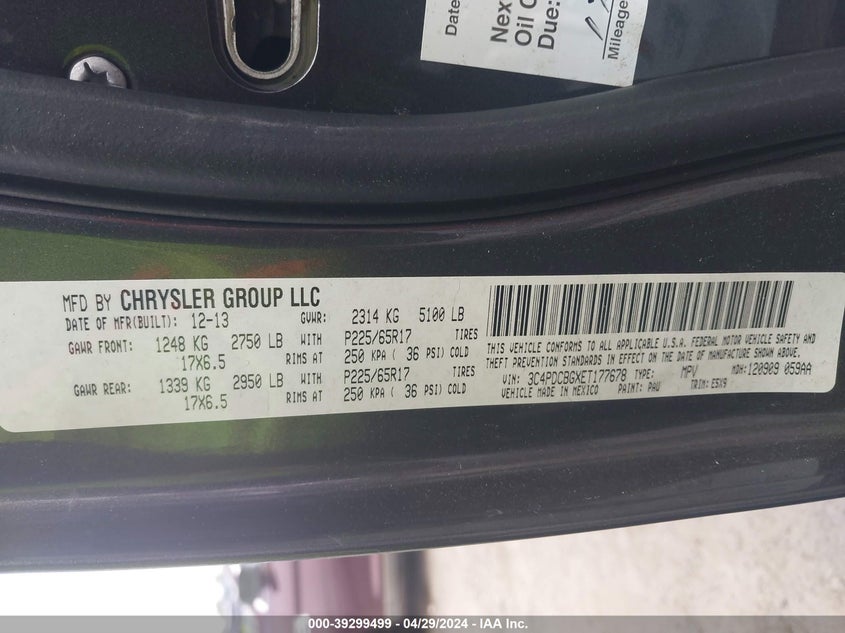 Date
Next
Oil C
Due:
Mileage
MFD BY CHRYSLER GROUP LLC
DATE OF MFR(BUILT): 12-13 GVWR: 2314 KG 5100 LB
GAWR FRONT: 1248 KG 2750 LB WITH P225/65R17 TIRES
17X6.5 RIMS AT 250 KPA ( 36 PSI) COLD
GAWR REAR: 1339 KG 2950 LB WITH P225/65R17 TIRES
17X6.5 RIMS AT 250 KPA ( 36 PSI) COLD
THIS VEHICLE CONFORMS TO ALL APPLICABLE U.S.A. FEDERAL MOTOR VEHICLE SAFETY AND
THEFT PREVENTION STANDARDS IN EFFECT ON THE DATE OF MANUFACTURE SHOWN ABOVE.
VIN: 3C4PDCBGXET177678 TYPE: MPV MDH: 120909 059AA
VEHICLE MADE IN MEXICO PAINT: PAU TRIM: E5X9
000-39299499 - 04/29/2024 - IAA Inc.